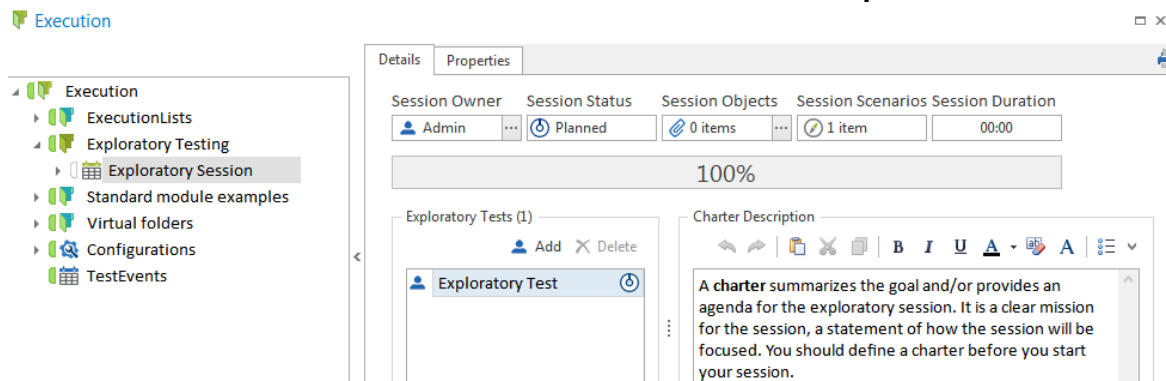 Execution
Details Properties
Execution
ExecutionLists
Exploratory Testing
Exploratory Session
Standard module examples
Virtual folders
Configurations
TestEvents
Session Owner Session Status Session Objects Session Scenarios Session Duration
Admin ... Planned 0 items ... 1 item 00:00
100%
Exploratory Tests (1)
Add Delete
Exploratory Test
Charter Description
B I U A A
A charter summarizes the goal and/or provides an
agenda for the exploratory session. It is a clear mission
for the session, a statement of how the session will be
focused. You should define a charter before you start
your session.